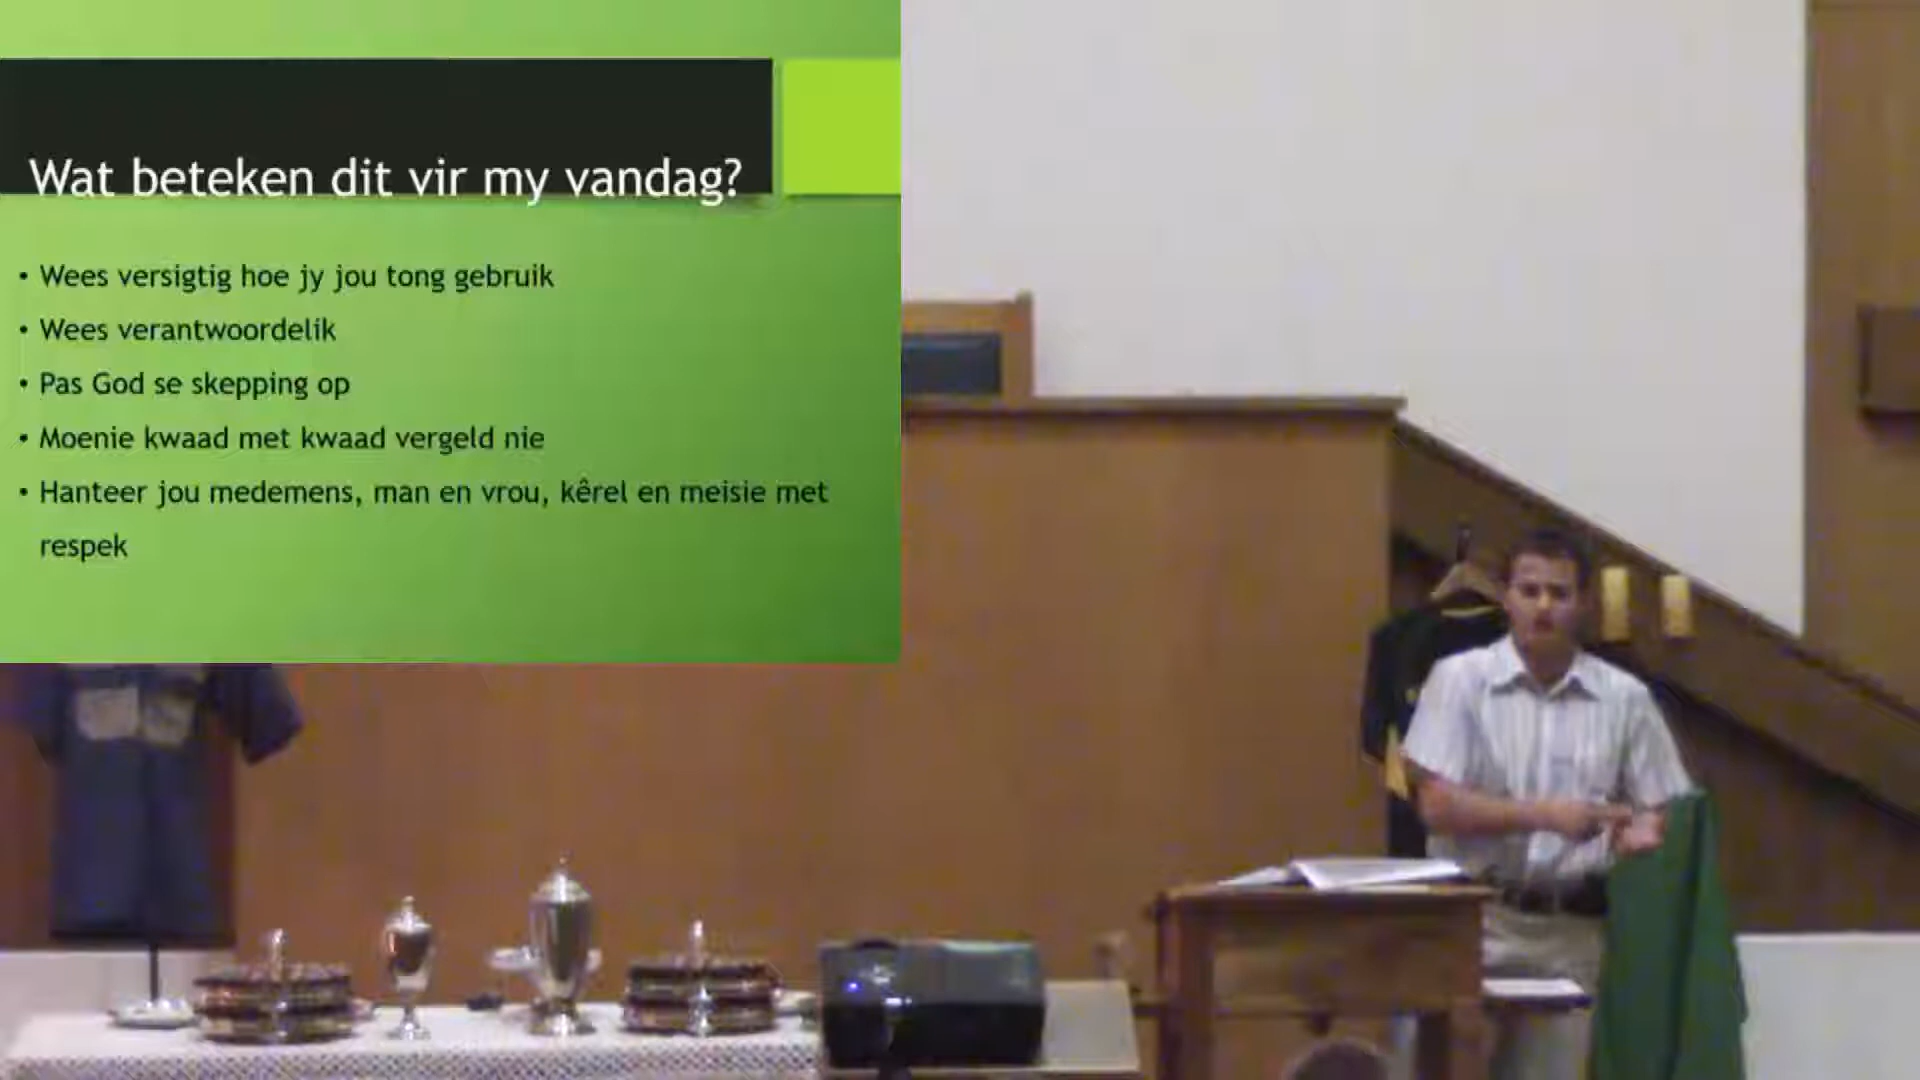 Wat beteken dit vir my vandag?
• Wees versigtig hoe jy jou tong gebruik
• Wees verantwoordelik
• Pas God se skepping op
• Moenie kwaad met kwaad vergeld nie
• Hanteer jou medemens, man en vrou, kêrel en meisie met
respek